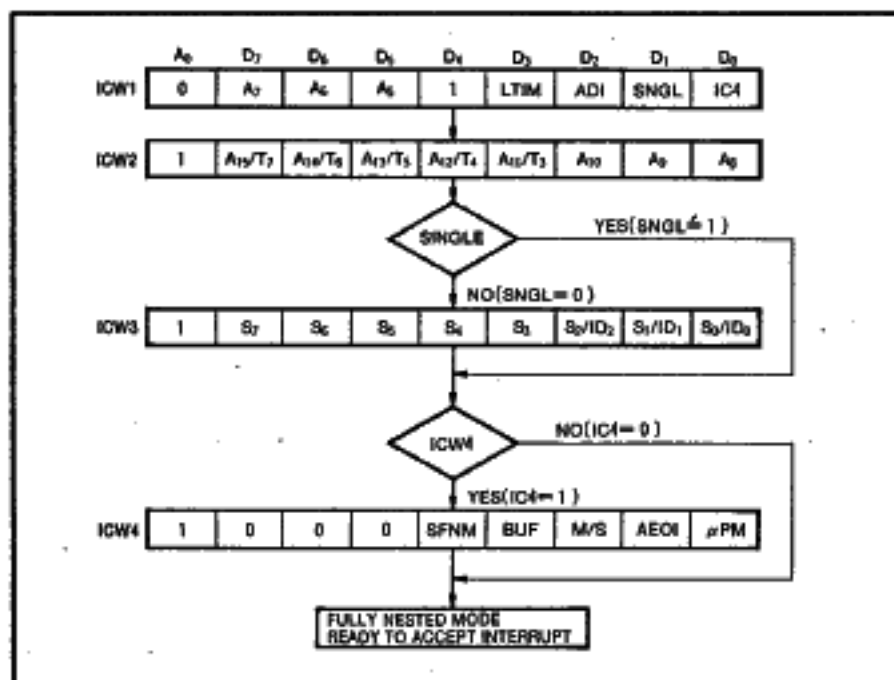 A₀ D₇ D₆ D₅ D₄ D₃ D₂ D₁ D₀
ICW1 0 A₇ A₆ A₅ 1 LTIM ADI SNGL IC4
ICW2 1 A₁₅/T₇ A₁₄/T₆ A₁₃/T₅ A₁₂/T₄ A₁₁/T₃ A₁₀ A₉ A₈
SINGLE
YES(SNGL=1)
NO(SNGL=0)
ICW3 1 S₇ S₆ S₅ S₄ S₃ S₂/ID₂ S₁/ID₁ S₀/ID₀
ICW4
NO(IC4=0)
YES(IC4=1)
ICW4 1 0 0 0 SFNM BUF M/S AEOI μPM
FULLY NESTED MODE
READY TO ACCEPT INTERRUPT